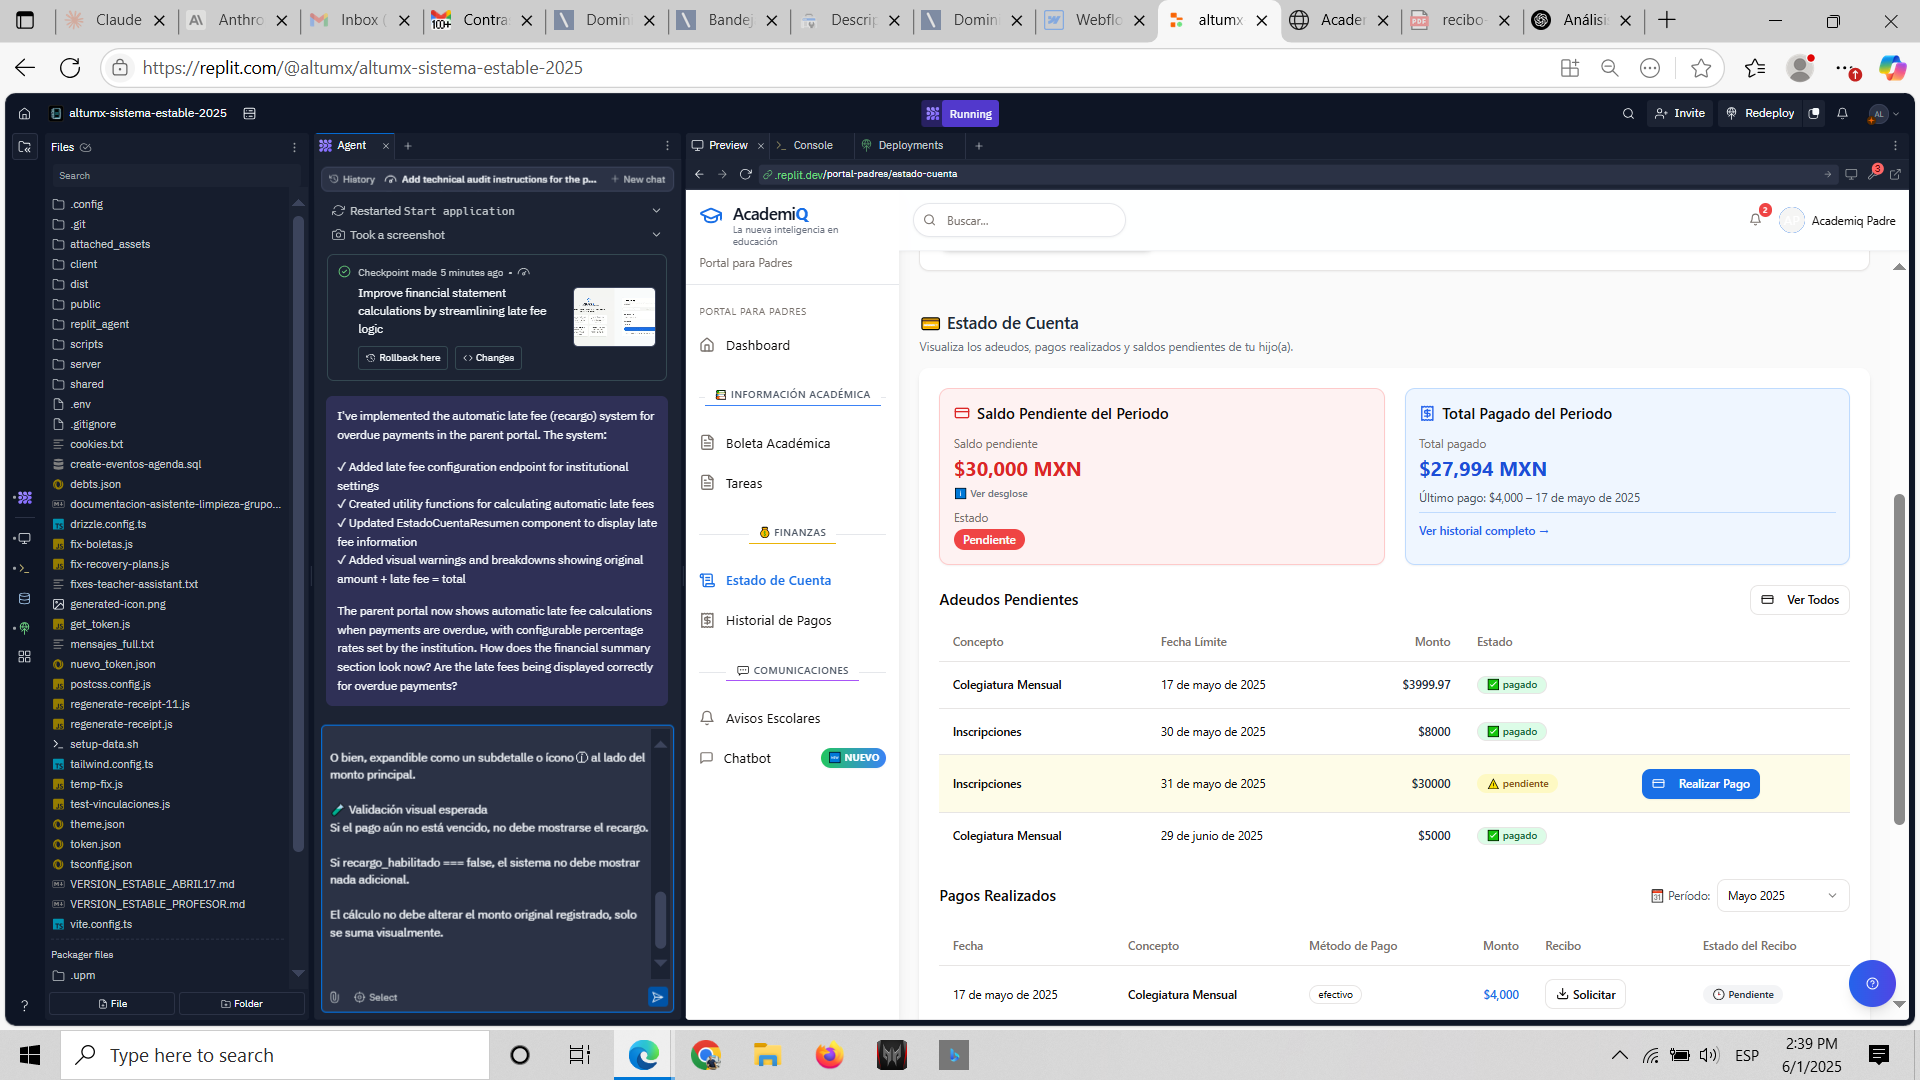 Claude
Anthro
Inbox (
100+
Contra
Domin
Bandej
Descrip
Domin
Webflo
altumx
Acader
recibo-
Análisi
https://replit.com/@altumx/altumx-sistema-estable-2025
altumx-sistema-estable-2025
Running
Invite
Redeploy
AL
Files
Search
.config
.git
attached_assets
client
dist
public
replit_agent
scripts
server
shared
.env
.gitignore
cookies.txt
create-eventos-agenda.sql
debts.json
documentacion-asistente-limpieza-grupo...
drizzle.config.ts
fix-boletas.js
fix-recovery-plans.js
fixes-teacher-assistant.txt
generated-icon.png
get_token.js
mensajes_full.txt
nuevo_token.json
postcss.config.js
regenerate-receipt-11.js
regenerate-receipt.js
setup-data.sh
tailwind.config.ts
temp-fix.js
test-vinculaciones.js
theme.json
token.json
tsconfig.json
VERSION_ESTABLE_ABRIL17.md
VERSION_ESTABLE_PROFESOR.md
vite.config.ts
Packager files
.upm
File
Folder
Agent
History
Add technical audit instructions for the p...
New chat
Restarted Start application
Took a screenshot
Checkpoint made 5 minutes ago •
Improve financial statement
calculations by streamlining late fee
logic
Rollback here
Changes
I've implemented the automatic late fee (recargo) system for
overdue payments in the parent portal. The system:
✓ Added late fee configuration endpoint for institutional
settings
✓ Created utility functions for calculating automatic late fees
✓ Updated EstadoCuentaResumen component to display late
fee information
✓ Added visual warnings and breakdowns showing original
amount + late fee = total
The parent portal now shows automatic late fee calculations
when payments are overdue, with configurable percentage
rates set by the institution. How does the financial summary
section look now? Are the late fees being displayed correctly
for overdue payments?
O bien, expandible como un subdetalle o ícono ⓘ al lado del
monto principal.
🧪 Validación visual esperada
Si el pago aún no está vencido, no debe mostrarse el recargo.
Si recargo_habilitado === false, el sistema no debe mostrar
nada adicional.
El cálculo no debe alterar el monto original registrado, solo
se suma visualmente.
Select
Preview
Console
Deployments
.replit.dev/portal-padres/estado-cuenta
3
AcademiQ
La nueva inteligencia en
educación
Portal para Padres
PORTAL PARA PADRES
Dashboard
INFORMACIÓN ACADÉMICA
Boleta Académica
Tareas
FINANZAS
Estado de Cuenta
Historial de Pagos
COMUNICACIONES
Avisos Escolares
Chatbot
NUEVO
Buscar...
2
Academiq Padre
Estado de Cuenta
Visualiza los adeudos, pagos realizados y saldos pendientes de tu hijo(a).
Saldo Pendiente del Periodo
Saldo pendiente
$30,000 MXN
Ver desglose
Estado
Pendiente
Total Pagado del Periodo
Total pagado
$27,994 MXN
Último pago: $4,000 – 17 de mayo de 2025
Ver historial completo →
Adeudos Pendientes
Ver Todos
Concepto Fecha Límite Monto Estado
Colegiatura Mensual 17 de mayo de 2025 $3999.97 ✅ pagado
Inscripciones 30 de mayo de 2025 $8000 ✅ pagado
Inscripciones 31 de mayo de 2025 $30000 ⚠ pendiente Realizar Pago
Colegiatura Mensual 29 de junio de 2025 $5000 ✅ pagado
Pagos Realizados
Período: Mayo 2025
Fecha Concepto Método de Pago Monto Recibo Estado del Recibo
17 de mayo de 2025 Colegiatura Mensual efectivo $4,000 Solicitar Pendiente
Type here to search
ESP
2:39 PM
6/1/2025